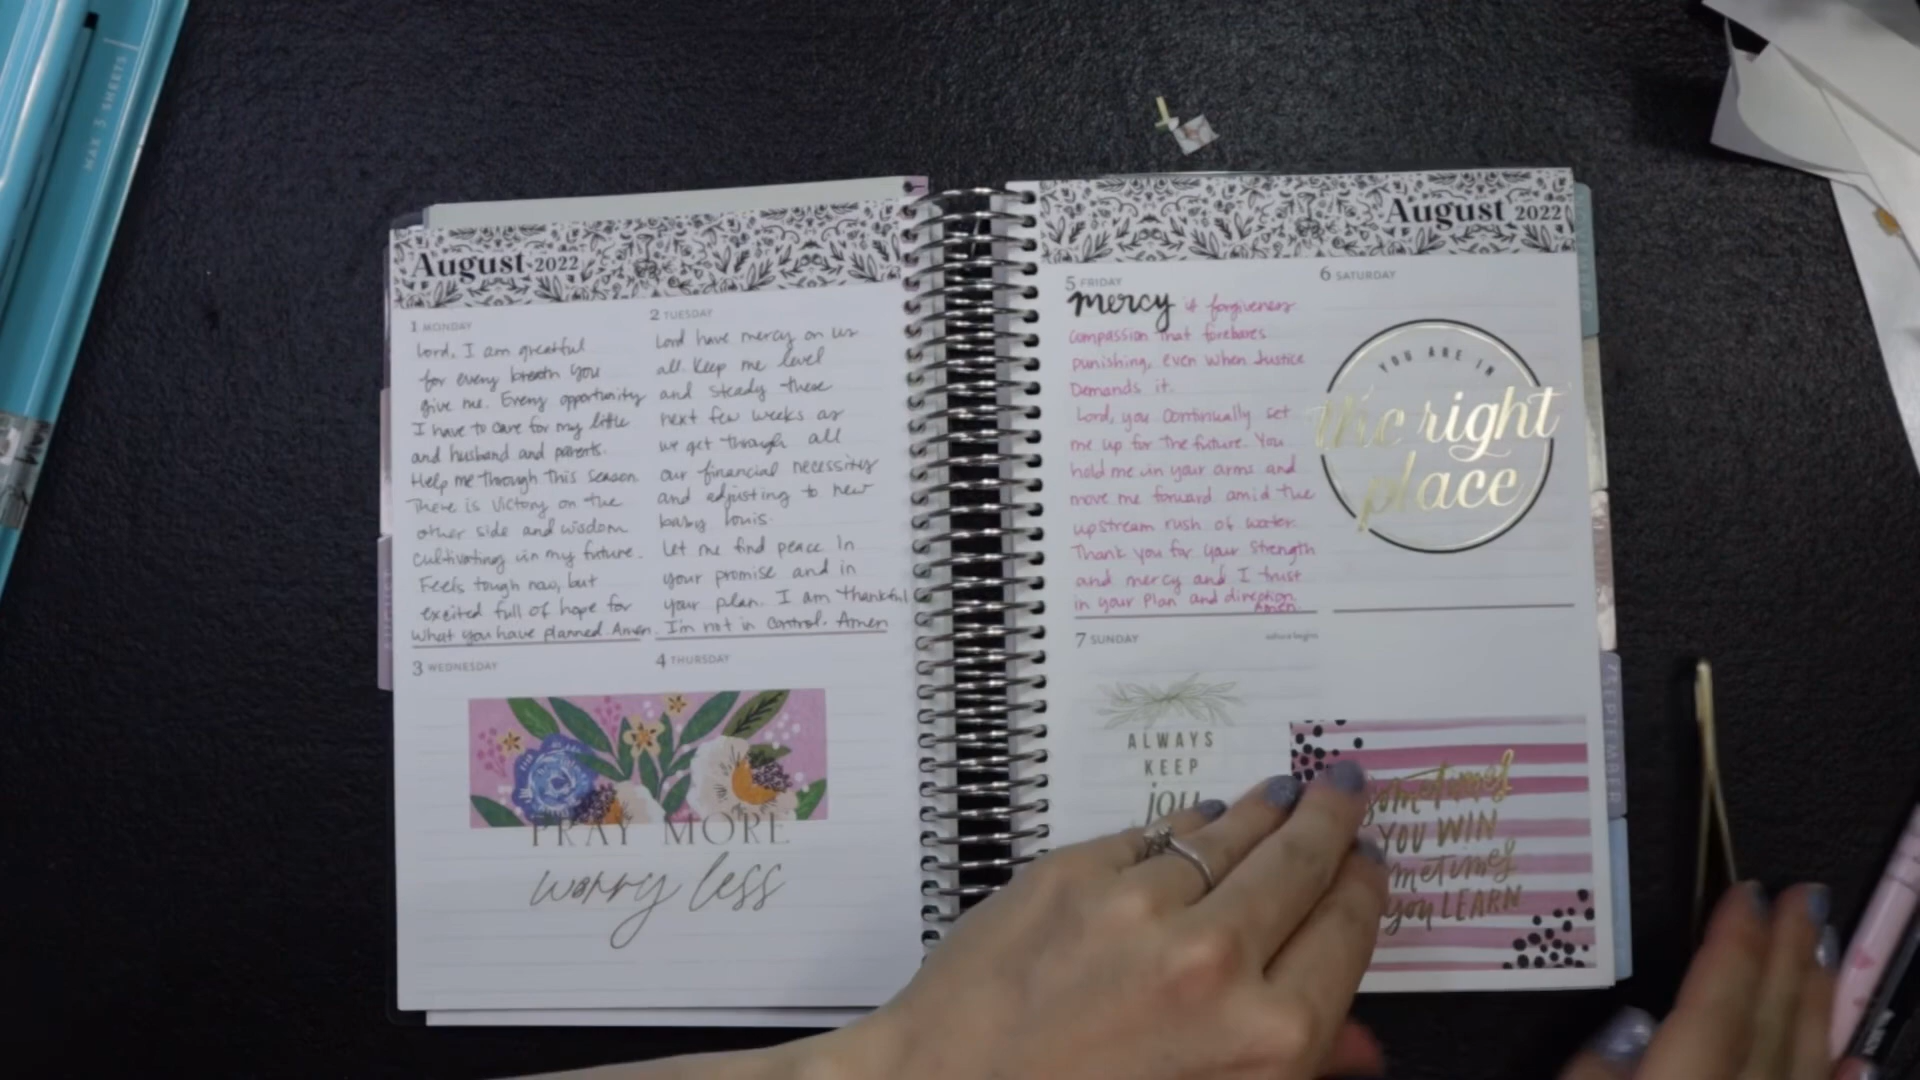 MAX 5 SHEETS
August 2022
1 MONDAY
Lord, I am greatful
for every breath you
give me. Every opportunity
I have to care for my little
and husband and parents.
Help me through this season.
There is victory on the
other side and wisdom
cultivating in my future.
Feels tough now, but
excited full of hope for
what you have planned. Amen.
2 TUESDAY
Lord have mercy on us
all. Keep me level
and steady these
next few weeks as
we get through all
our financial necessitys
and adjusting to new
baby Louis.
Let me find peace In
your promise and in
your plan. I am thankful
I'm not in control. Amen
3 WEDNESDAY
4 THURSDAY
PRAY MORE
worry less
August 2022
5 FRIDAY
mercy is forgiveness
compassion that forebares
punishing, even when Justice
Demands it.
Lord, you continually set
me up for the future. You
hold me in your arms and
move me forward amid the
upstream rush of water.
Thank you for your strength
and mercy and I trust
in your Plan and direction.
Amen
6 SATURDAY
YOU ARE IN
the right
place
7 SUNDAY
ALWAYS
KEEP
sometimes
YOU WIN
sometimes
you LEARN
AUGUST
SEPTEMBER